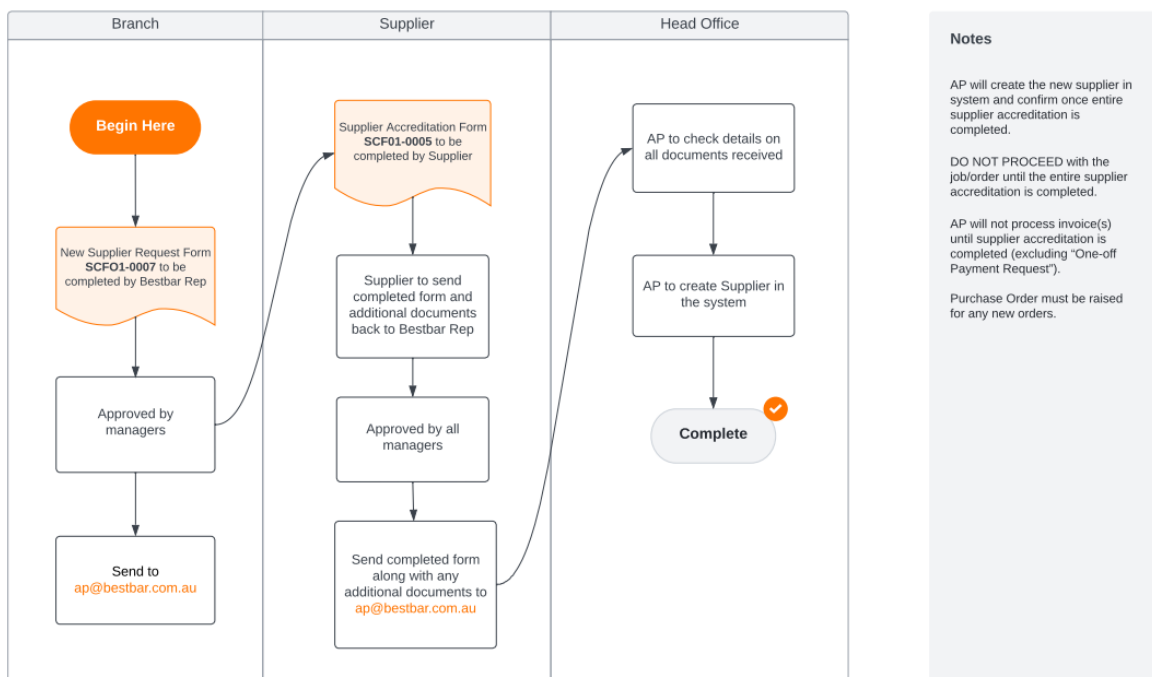 Branch
Supplier
Head Office
Begin Here
New Supplier Request Form
SCFO1-0007 to be
completed by Bestbar Rep
Approved by
managers
Send to
ap@bestbar.com.au
Supplier Accreditation Form
SCF01-0005 to be
completed by Supplier
Supplier to send
completed form and
additional documents
back to Bestbar Rep
Approved by all
managers
Send completed form
along with any
additional documents to
ap@bestbar.com.au
AP to check details on
all documents received
AP to create Supplier in
the system
Complete
Notes
AP will create the new supplier in
system and confirm once entire
supplier accreditation is
completed.
DO NOT PROCEED with the
job/order until the entire supplier
accreditation is completed.
AP will not process invoice(s)
until supplier accreditation is
completed (excluding “One-off
Payment Request”).
Purchase Order must be raised
for any new orders.